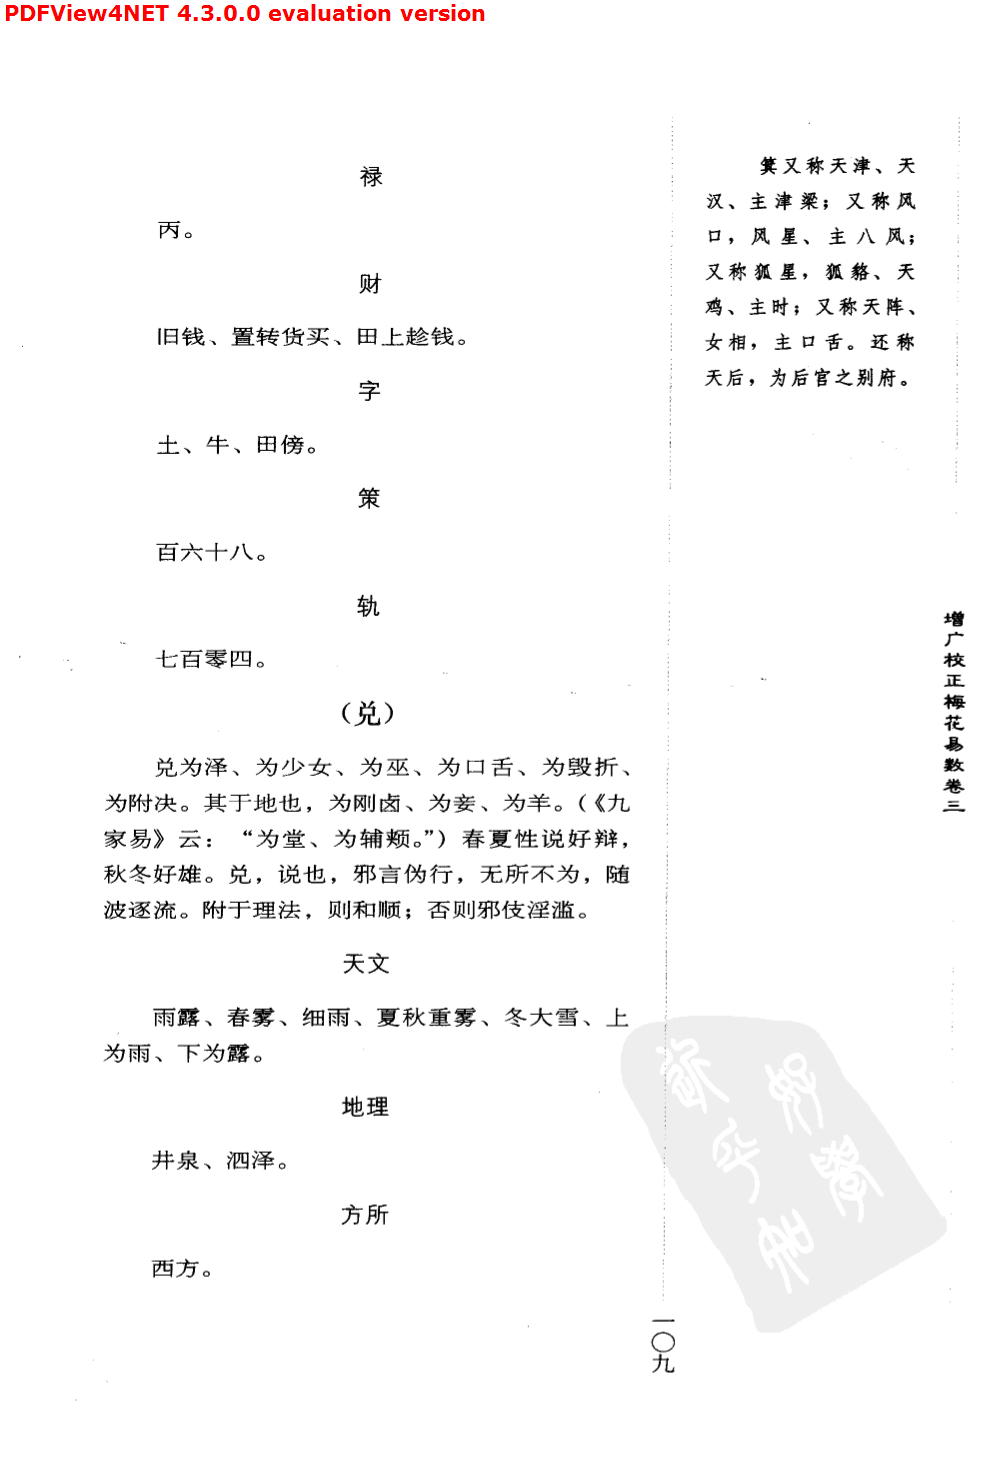 PDFView4NET 4.3.0.0 evaluation version
禄
丙。
财
旧钱、置转货买、田上趁钱。
字
土、牛、田傍。
策
百六十八。
轨
七百零四。
（兑）
兑为泽、为少女、为巫、为口舌、为毁折、
为附决。其于地也，为刚卤、为妾、为羊。（《九
家易》云：“为堂、为辅颊。”）春夏性说好辩，
秋冬好雄。兑，说也，邪言伪行，无所不为，随
波逐流。附于理法，则和顺；否则邪伎淫滥。
天文
雨露、春雾、细雨、夏秋重雾、冬大雪、上
为雨、下为露。
地理
井泉、泗泽。
方所
西方。
箕又称天津、天
汉、主津梁；又称风
口，风星、主八风；
又称狐星，狐貉、天
鸡、主时；又称天阵、
女相，主口舌。还称
天后，为后官之别府。
增广校正梅花易数卷三
一〇九